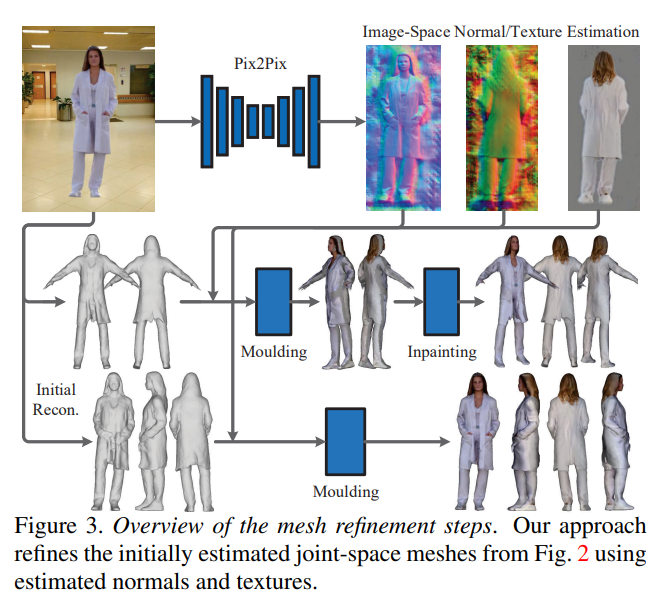 Image-Space Normal/Texture Estimation
Pix2Pix
Moulding
Inpainting
Initial
Recon.
Moulding
Figure 3. Overview of the mesh refinement steps. Our approach
refines the initially estimated joint-space meshes from Fig. 2 using
estimated normals and textures.